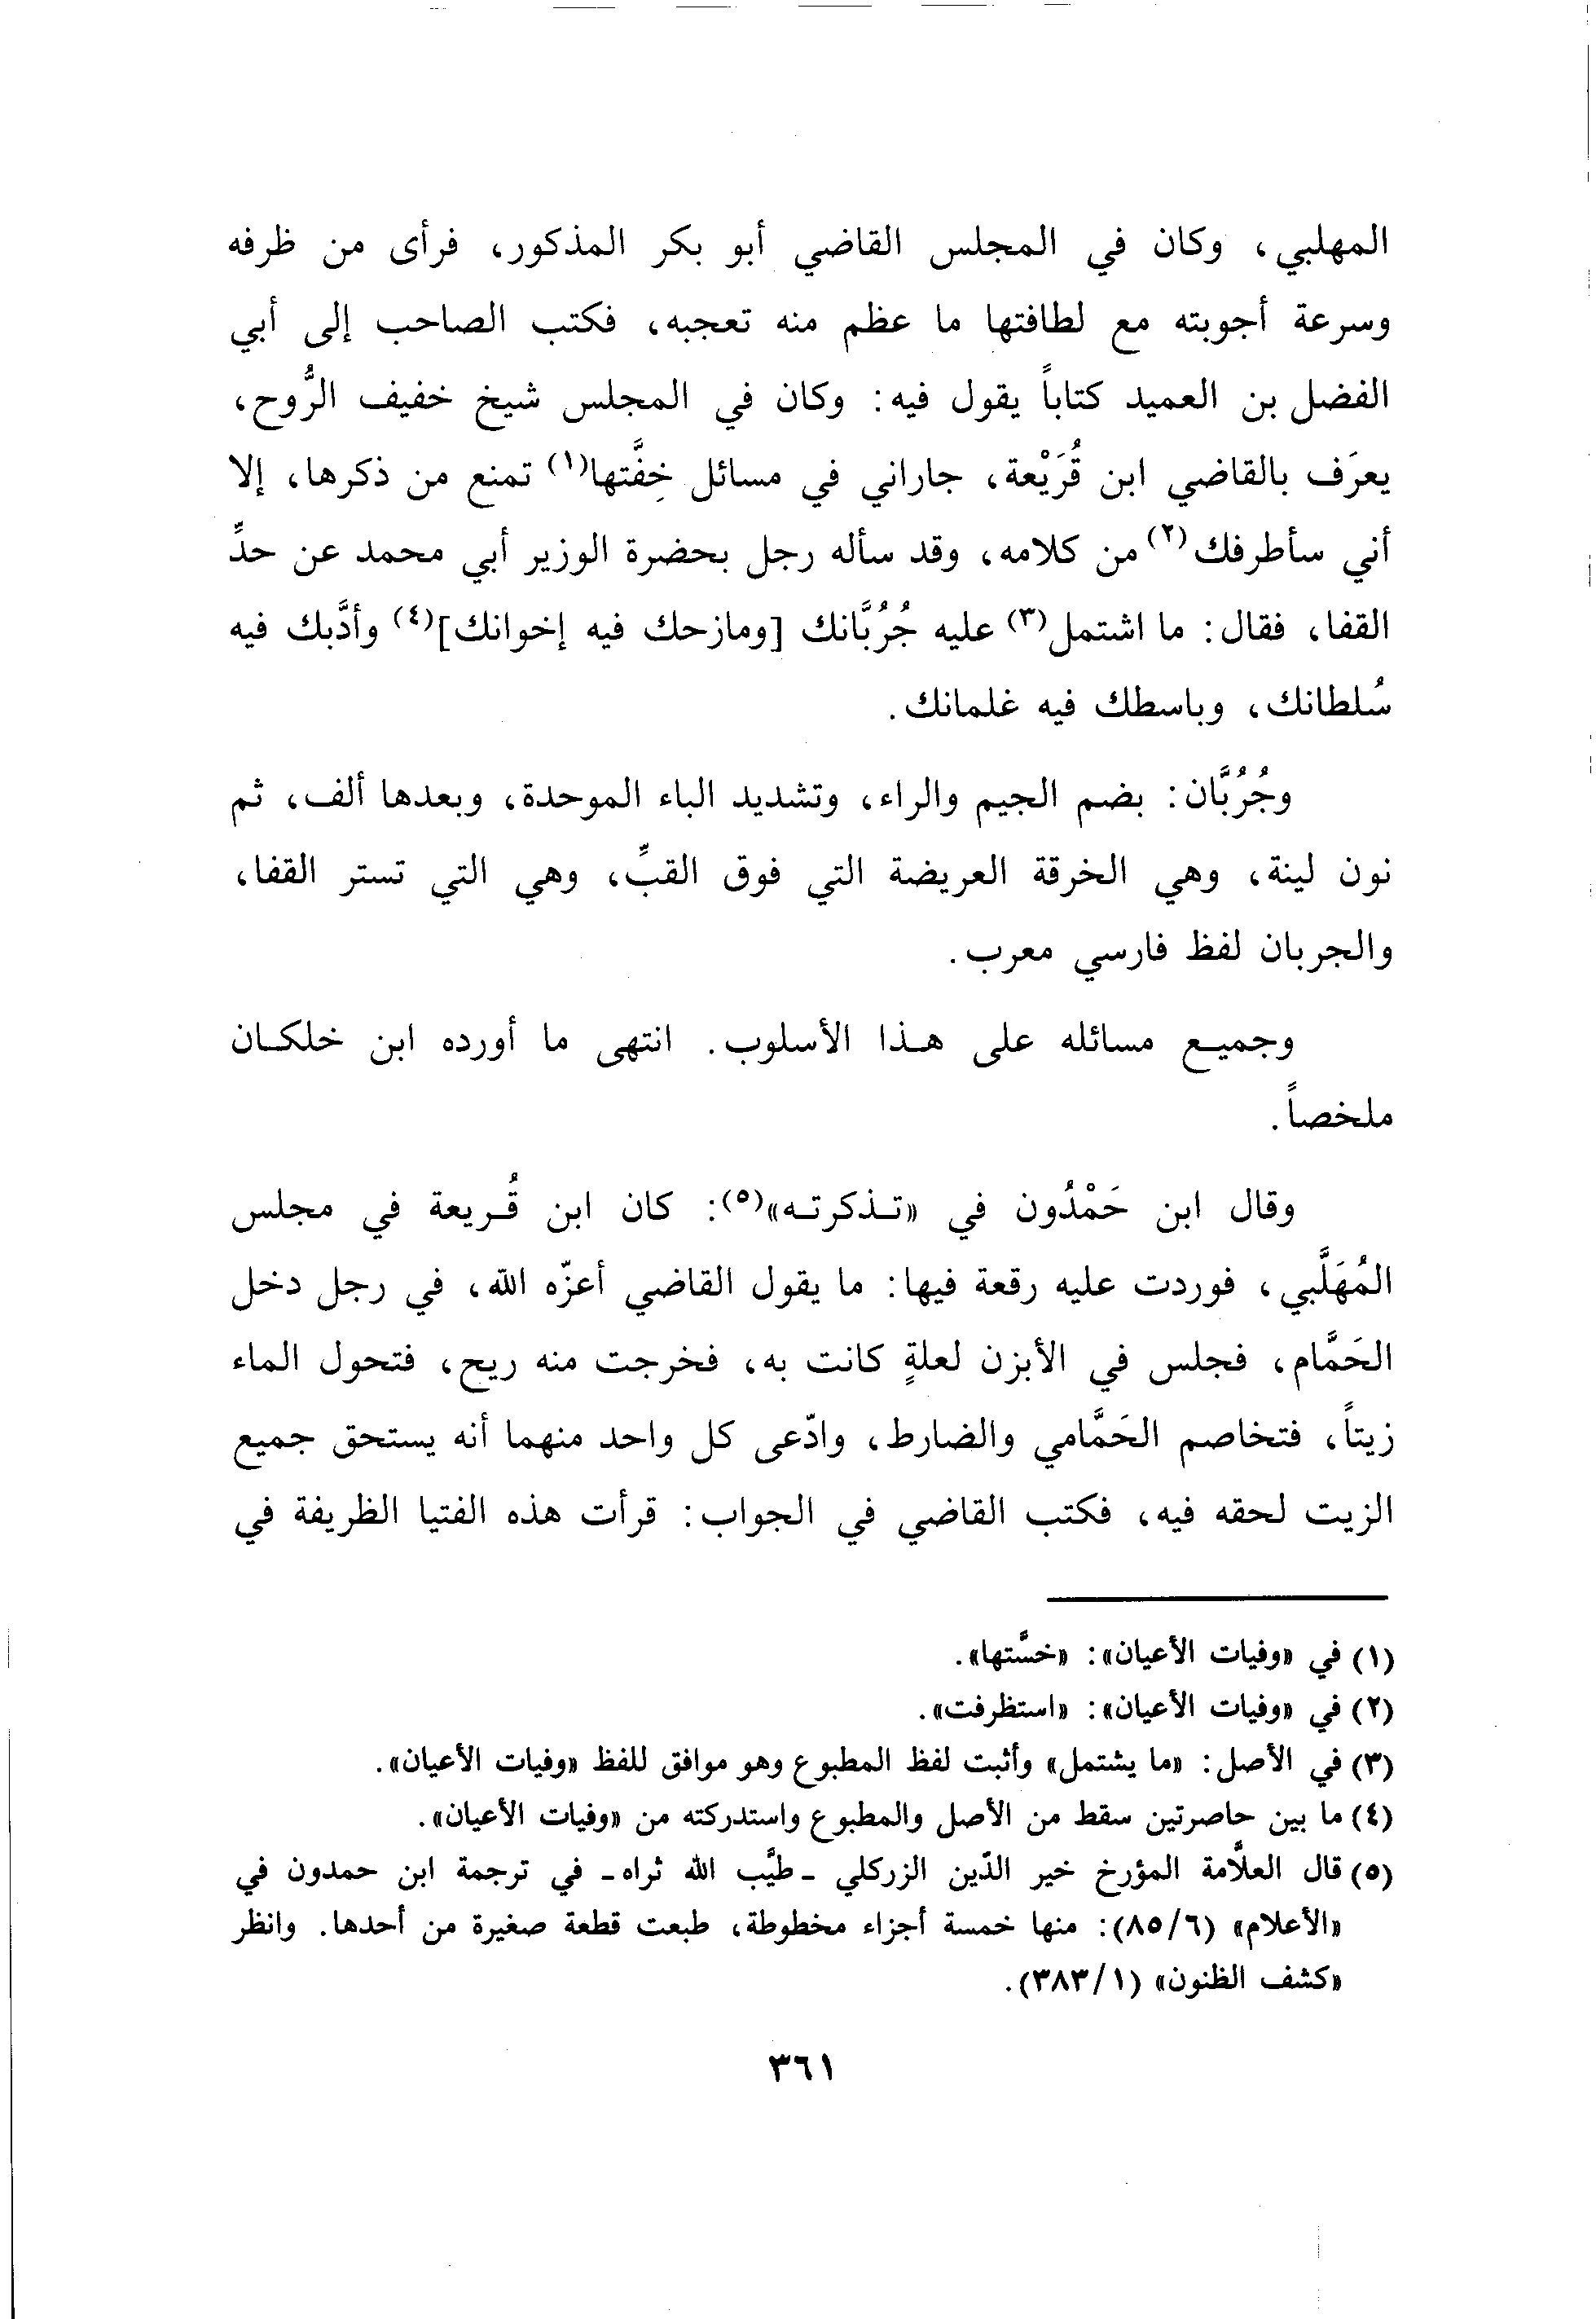 المهلبي، وكان في المجلس القاضي أبو بكر المذكور، فرأى من ظرفه
وسرعة أجوبته مع لطافتها ما عظم منه تعجبه، فكتب الصاحب إلى أبي
الفضل بن العميد كتاباً يقول فيه: وكان في المجلس شيخ خفيف الرُّوح،
يعرَف بالقاضي ابن قُرَيْعة، جاراني في مسائل خِفَّتها(١) تمنع من ذكرها، إلا
أني سأطرفك(٢) من كلامه، وقد سأله رجل بحضرة الوزير أبي محمد عن حدِّ
القفا، فقال: ما اشتمل(٣) عليه جُرُبَّانك [ومازحك فيه إخوانك](٤) وأدَّبك فيه
سُلطانك، وباسطك فيه غلمانك.
وجُرُبَّان: بضم الجيم والراء، وتشديد الباء الموحدة، وبعدها ألف، ثم
نون لينة، وهي الخرقة العريضة التي فوق القبِّ، وهي التي تستر القفا،
والجربان لفظ فارسي معرب.
وجميع مسائله على هذا الأسلوب. انتهى ما أورده ابن خلكان
ملخصاً.
وقال ابن حَمْدُون في «تذكرته»(٥): كان ابن قُريعة في مجلس
المُهَلَّبي، فوردت عليه رقعة فيها: ما يقول القاضي أعزّه الله، في رجل دخل
الحَمَّام، فجلس في الأبزن لعلةٍ كانت به، فخرجت منه ريح، فتحول الماء
زيتاً، فتخاصم الحَمَّامي والضارط، وادّعى كل واحد منهما أنه يستحق جميع
الزيت لحقه فيه، فكتب القاضي في الجواب: قرأت هذه الفتيا الظريفة في
(١) في «وفيات الأعيان»: «خسَّتها».
(٢) في «وفيات الأعيان»: «استظرفت».
(٣) في الأصل: «ما يشتمل» وأثبت لفظ المطبوع وهو موافق للفظ «وفيات الأعيان».
(٤) ما بين حاصرتين سقط من الأصل والمطبوع واستدركته من «وفيات الأعيان».
(٥) قال العلَّامة المؤرخ خير الدّين الزركلي - طيَّب الله ثراه - في ترجمة ابن حمدون في
«الأعلام» (٨٥/٦): منها خمسة أجزاء مخطوطة، طبعت قطعة صغيرة من أحدها. وانظر
«كشف الظنون» (٣٨٣/١).
٣٦١